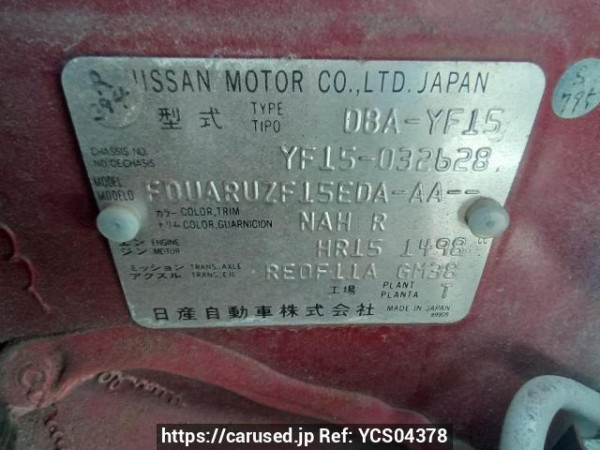 NISSAN MOTOR CO.,LTD. JAPAN
型式 TYPE TIPO DBA-YF15
CHASSIS NO. NO.DECHASIS YF15-032628
MODEL MODELO FDUARUZF15EDA-AA--
カラー COLOR,TRIM トリム COLOR,GUARNICION NAH R
エンジン ENGINE MOTOR HR15 1498 cc
ミッション TRANS. AXLE アクスル TRANS., EJE RE0F11A GM38
工場 PLANT PLANTA T
日産自動車株式会社 MADE IN JAPAN
https://carused.jp Ref: YCS04378